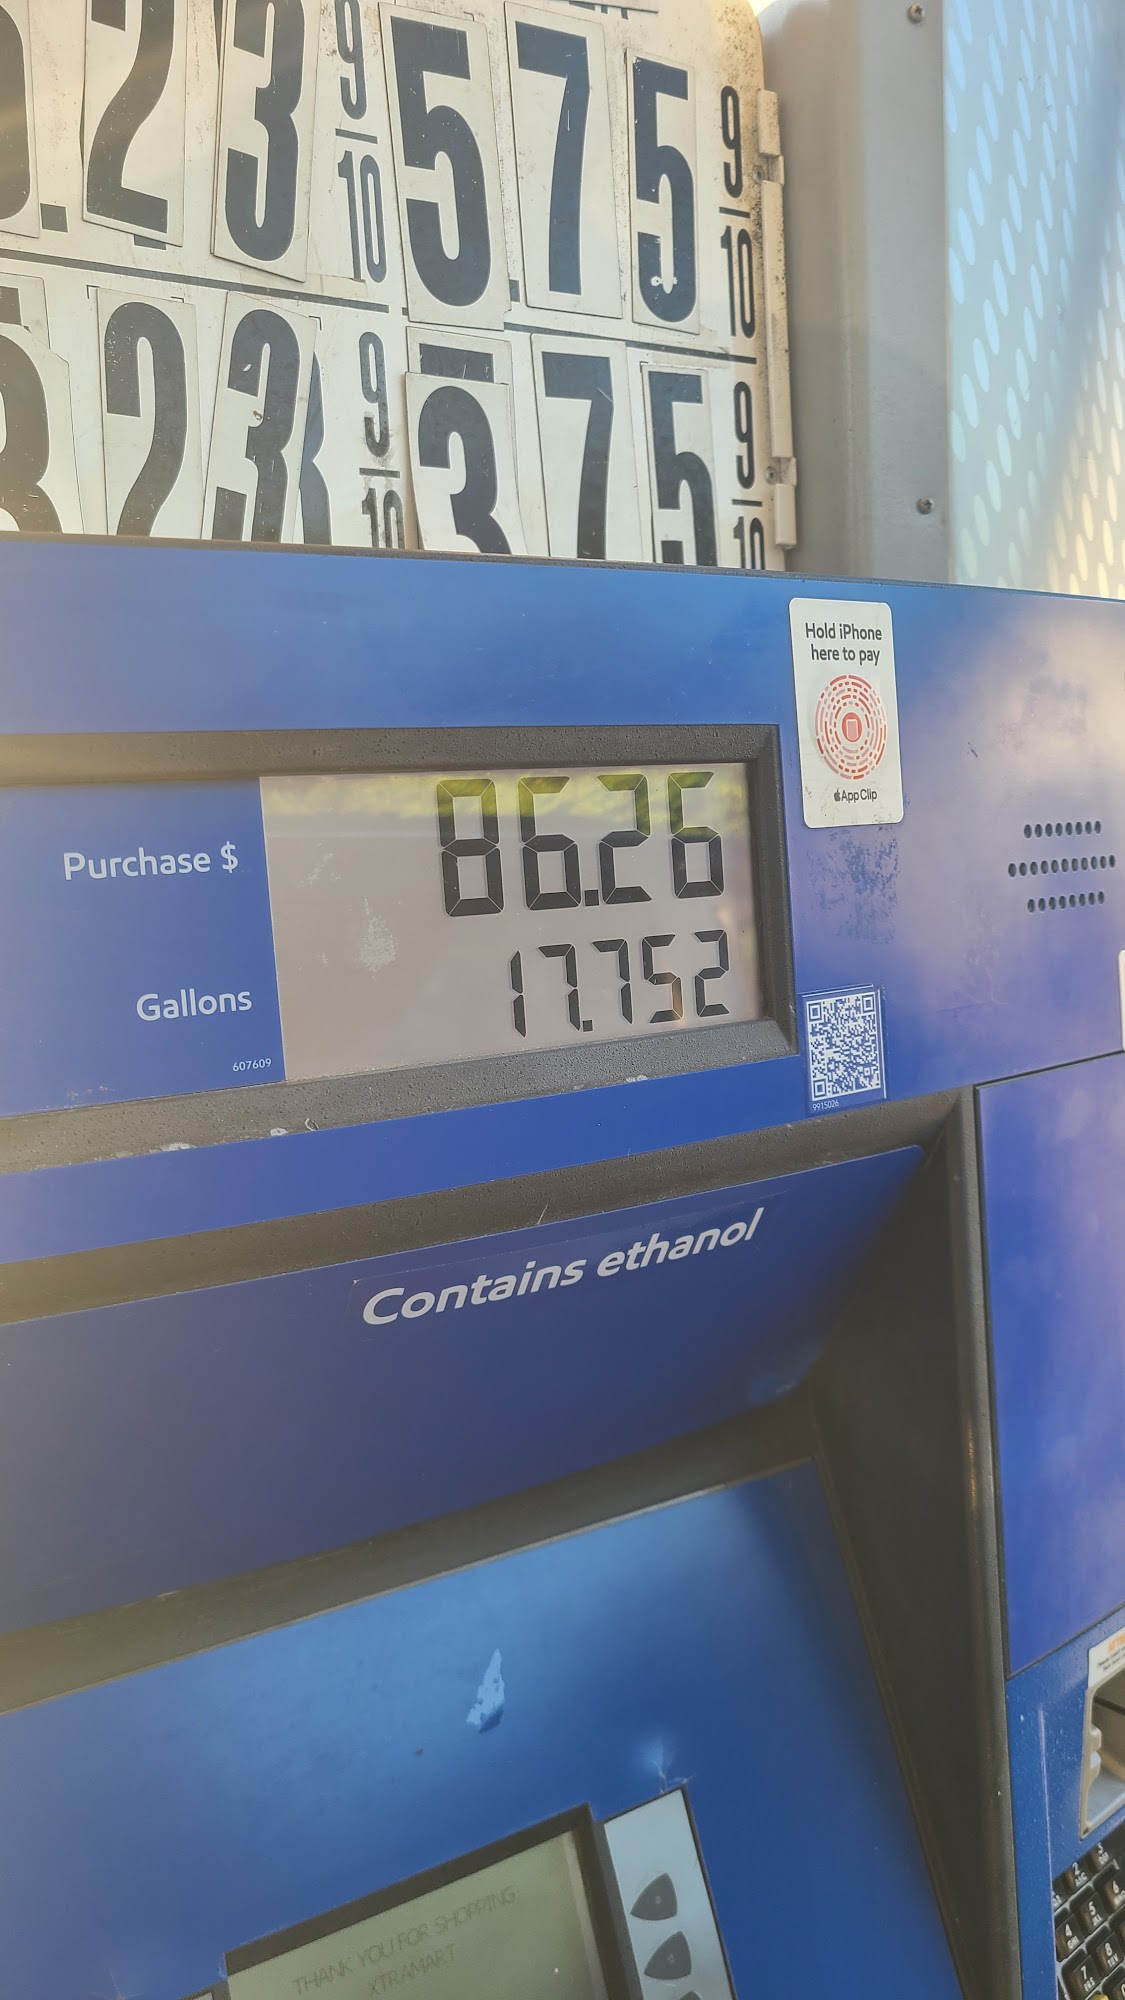 .23 9/10 5.75 9/10
23 9/10 3 75 9/10
Hold iPhone
here to pay
App Clip
Purchase $ 86.26
Gallons 17.752
607609
9915026
Contains ethanol
THANK YOU FOR SHOPPING
XTRAMART